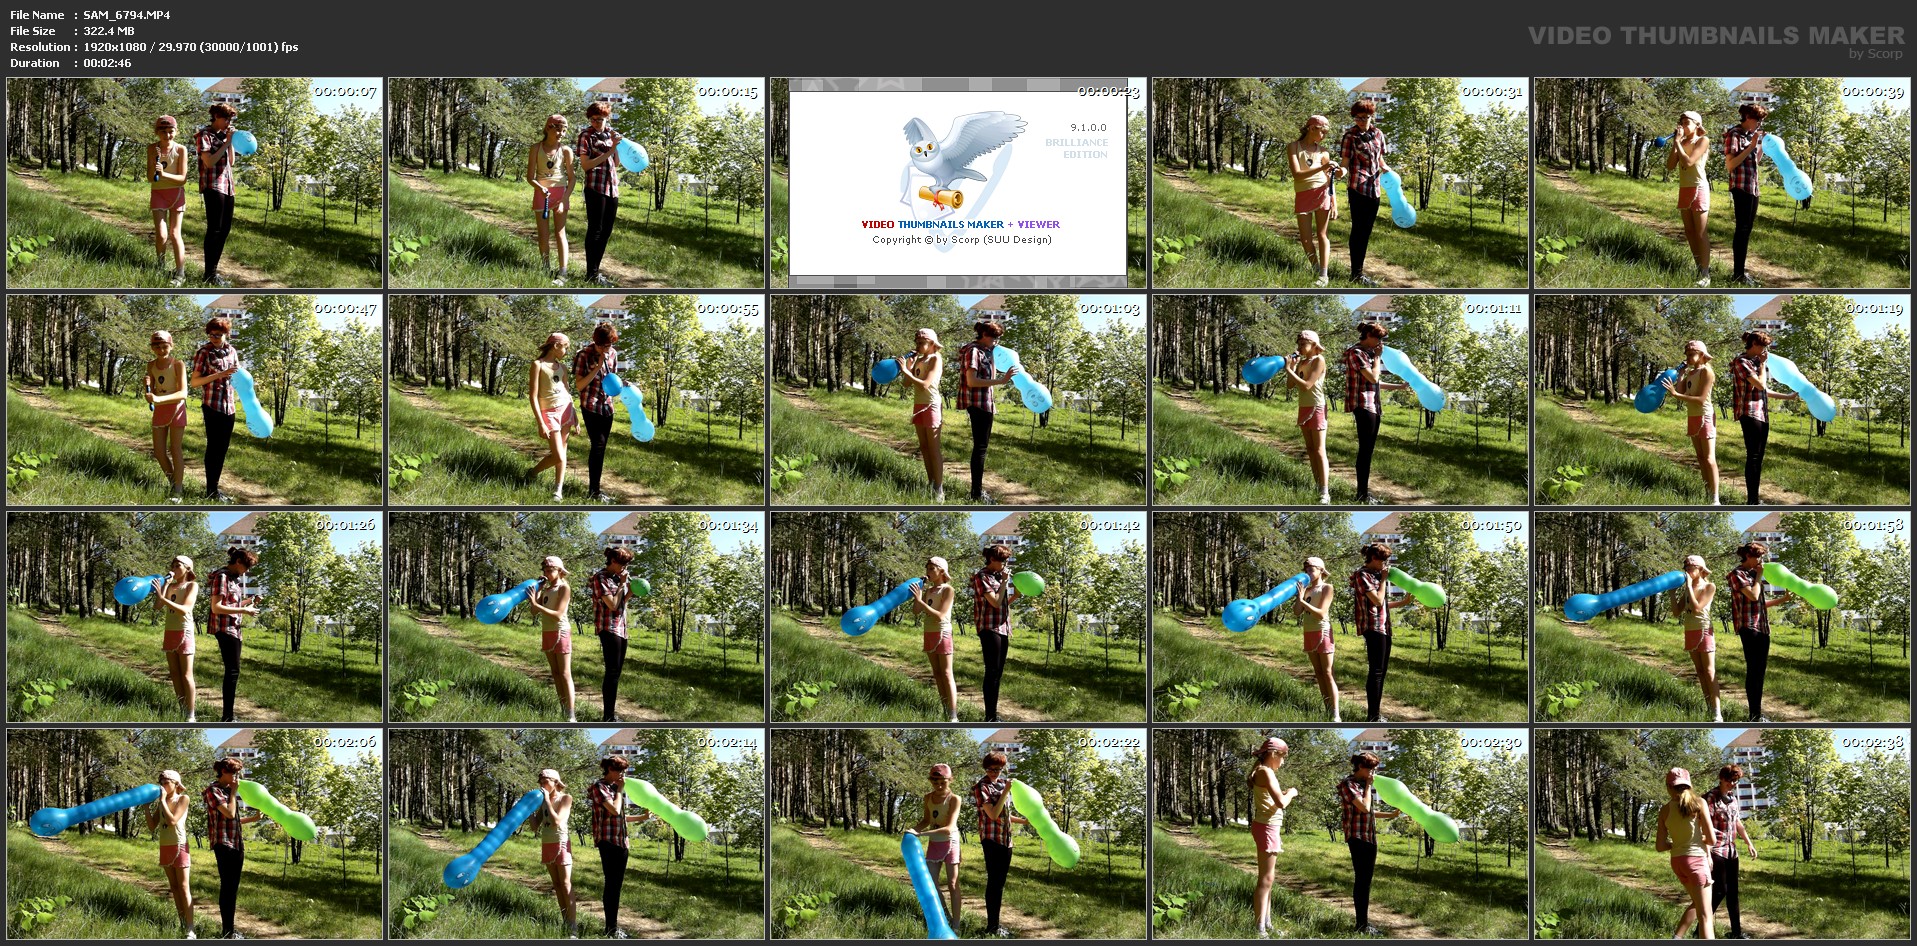 File Name : SAM_6794.MP4
File Size : 322.4 MB
Resolution : 1920x1080 / 29.970 (30000/1001) fps
Duration : 00:02:46
VIDEO THUMBNAILS MAKER
by Scorp
00:00:07
00:00:15
00:00:23
9.1.0.0
BRILLIANCE
EDITION
VIDEO THUMBNAILS MAKER + VIEWER
Copyright © by Scorp (SUU Design)
00:00:31
00:00:39
00:00:47
00:00:55
00:01:03
00:01:11
00:01:19
00:01:26
00:01:34
00:01:42
00:01:50
00:01:58
00:02:06
00:02:14
00:02:22
00:02:30
00:02:38